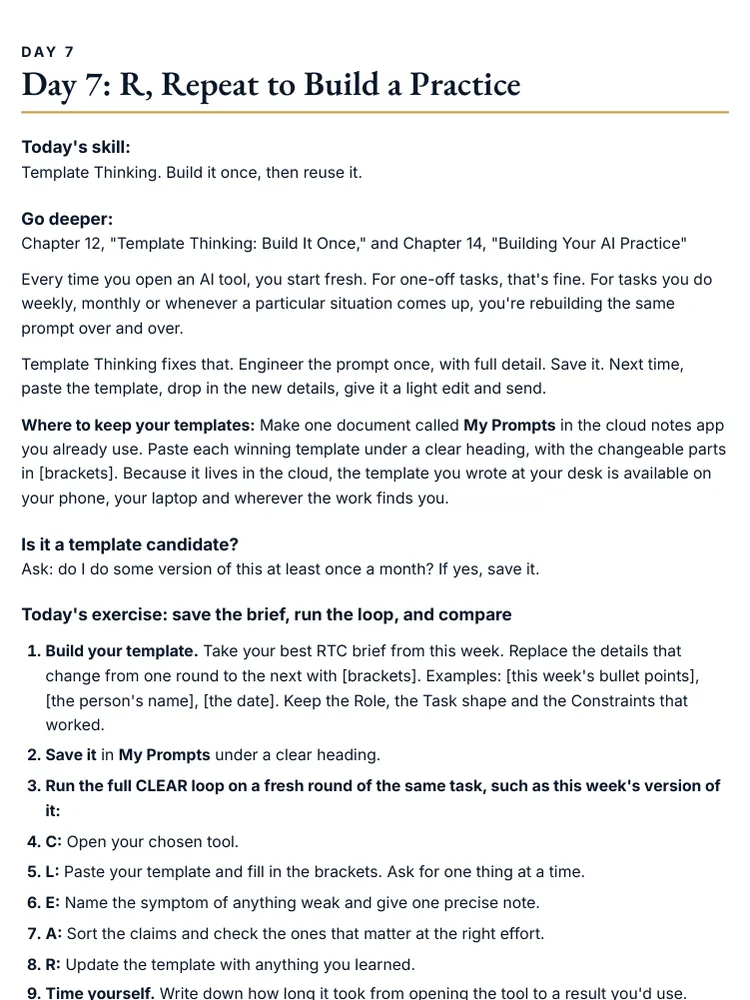 DAY 7
Day 7: R, Repeat to Build a Practice
Today's skill:
Template Thinking. Build it once, then reuse it.
Go deeper:
Chapter 12, "Template Thinking: Build It Once," and Chapter 14, "Building Your AI Practice"
Every time you open an AI tool, you start fresh. For one-off tasks, that's fine. For tasks you do
weekly, monthly or whenever a particular situation comes up, you're rebuilding the same
prompt over and over.
Template Thinking fixes that. Engineer the prompt once, with full detail. Save it. Next time,
paste the template, drop in the new details, give it a light edit and send.
Where to keep your templates: Make one document called My Prompts in the cloud notes app
you already use. Paste each winning template under a clear heading, with the changeable parts
in [brackets]. Because it lives in the cloud, the template you wrote at your desk is available on
your phone, your laptop and wherever the work finds you.
Is it a template candidate?
Ask: do I do some version of this at least once a month? If yes, save it.
Today's exercise: save the brief, run the loop, and compare
1. Build your template. Take your best RTC brief from this week. Replace the details that
change from one round to the next with [brackets]. Examples: [this week's bullet points],
[the person's name], [the date]. Keep the Role, the Task shape and the Constraints that
worked.
2. Save it in My Prompts under a clear heading.
3. Run the full CLEAR loop on a fresh round of the same task, such as this week's version of
it:
4. C: Open your chosen tool.
5. L: Paste your template and fill in the brackets. Ask for one thing at a time.
6. E: Name the symptom of anything weak and give one precise note.
7. A: Sort the claims and check the ones that matter at the right effort.
8. R: Update the template with anything you learned.
9. Time yourself. Write down how long it took from opening the tool to a result you'd use.